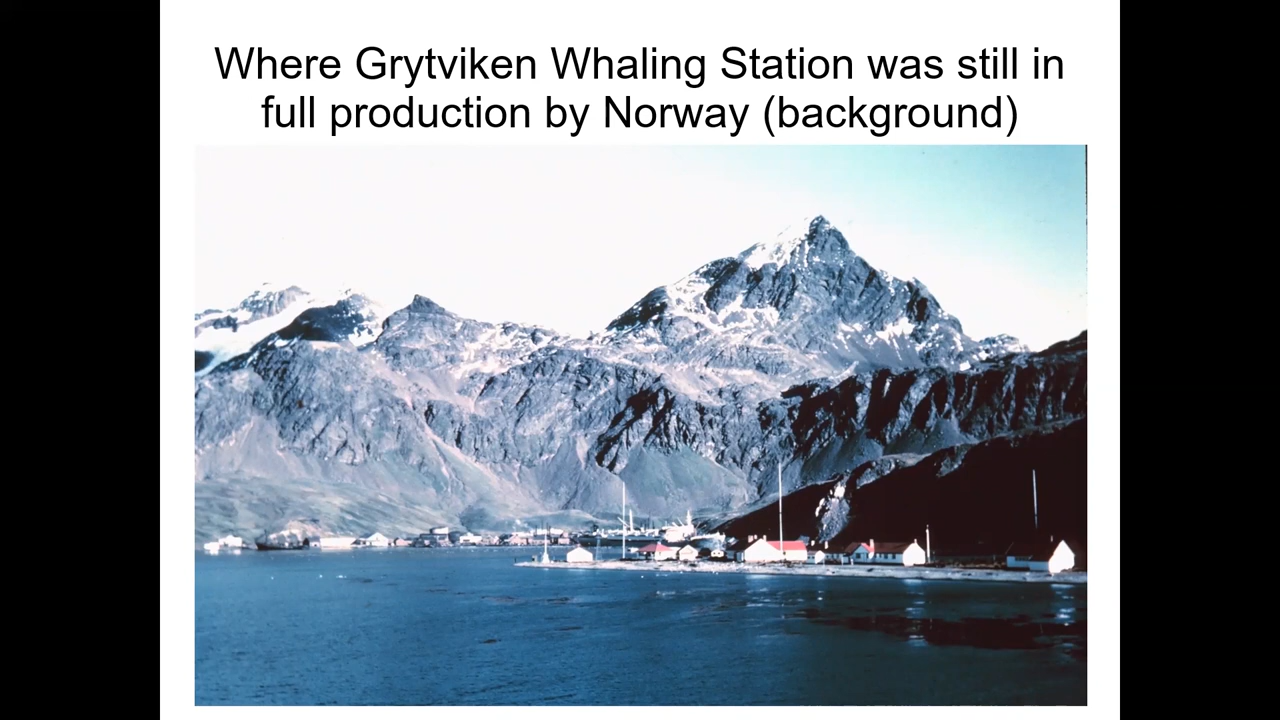 Where Grytviken Whaling Station was still in
full production by Norway (background)